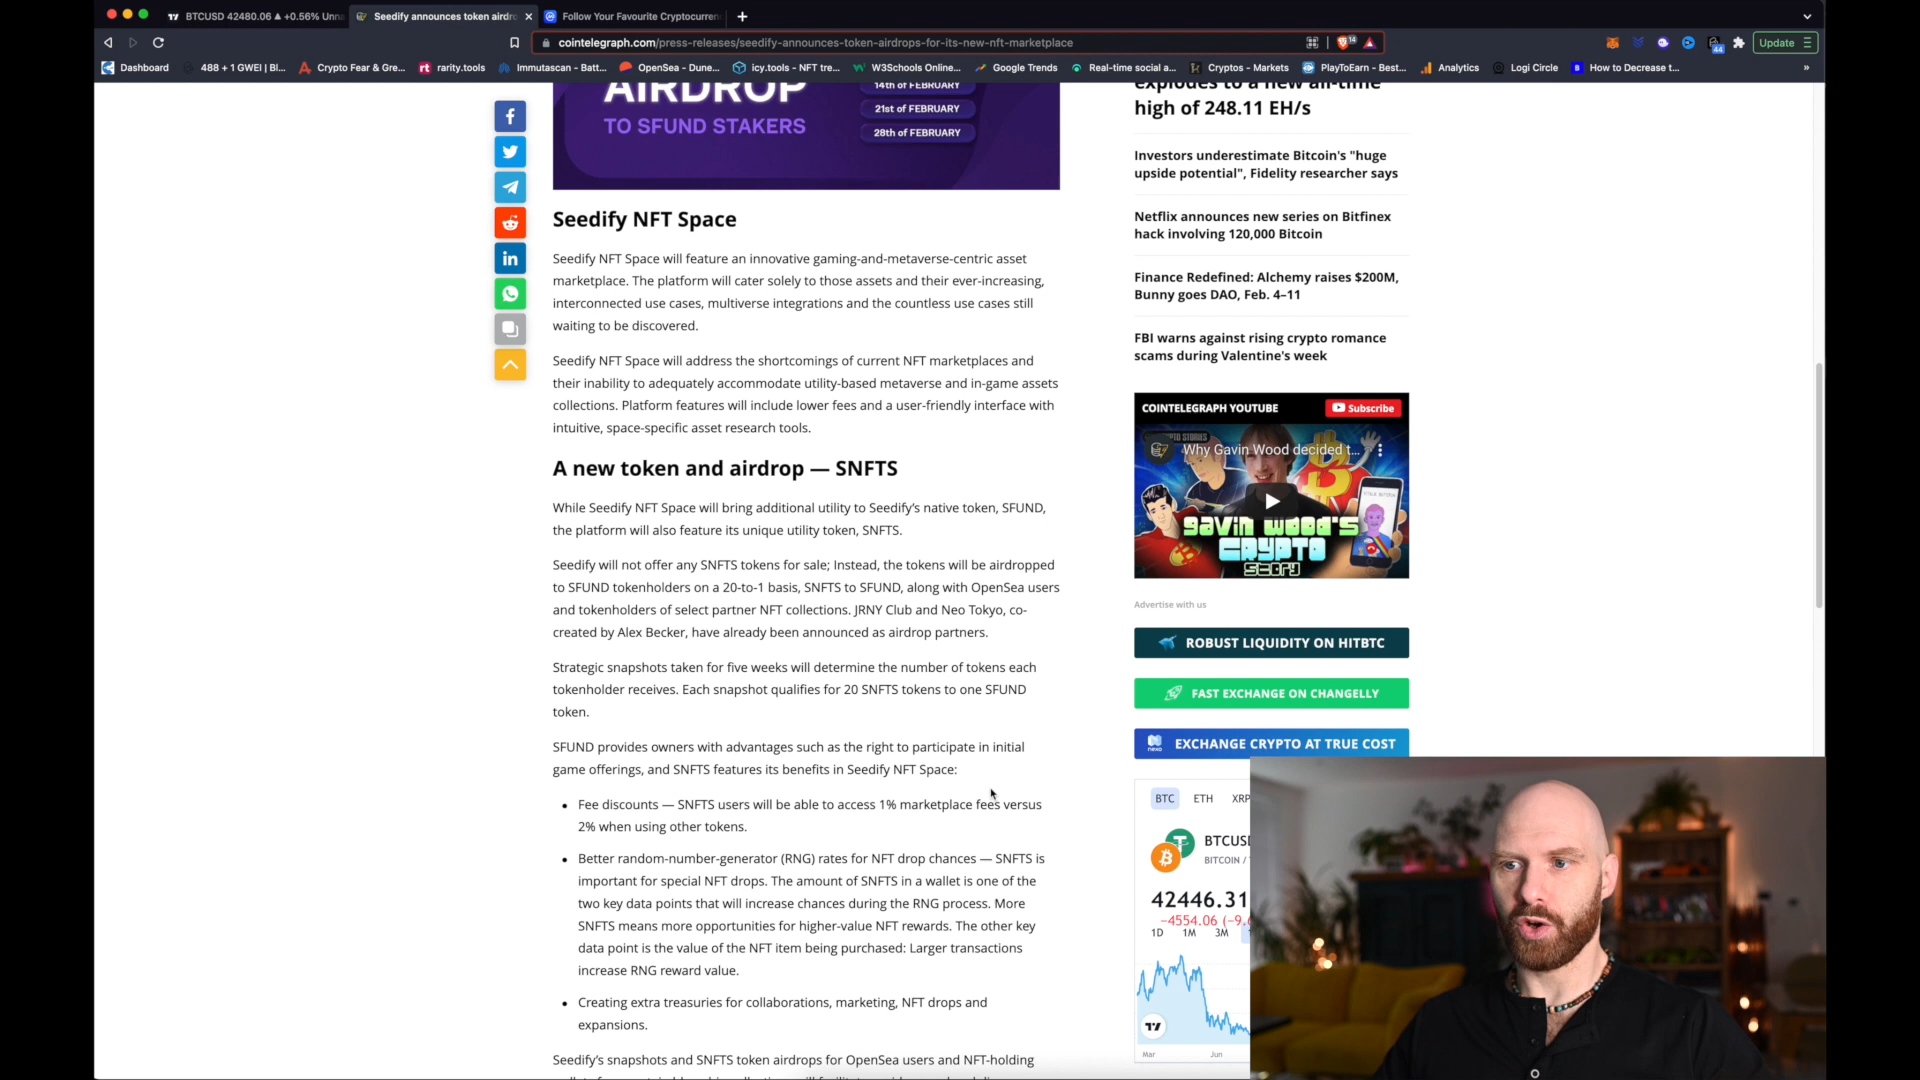 BTCUSD 42480.06 ▲ +0.56% Unna
Seedify announces token airdro
Follow Your Favourite Cryptocurren
cointelegraph.com/press-releases/seedify-announces-token-airdrops-for-its-new-nft-marketplace
14
44
Update
Dashboard
488 + 1 GWEI | Bl...
Crypto Fear & Gre...
rt rarity.tools
Immutascan - Batt...
OpenSea - Dune...
icy.tools - NFT tre...
W3Schools Online...
Google Trends
Real-time social a...
Cryptos - Markets
PlayToEarn - Best...
Analytics
Logi Circle
B How to Decrease t...
»
AIRDROP
TO SFUND STAKERS
14th of FEBRUARY
21st of FEBRUARY
28th of FEBRUARY
Seedify NFT Space
Seedify NFT Space will feature an innovative gaming-and-metaverse-centric asset
marketplace. The platform will cater solely to those assets and their ever-increasing,
interconnected use cases, multiverse integrations and the countless use cases still
waiting to be discovered.
Seedify NFT Space will address the shortcomings of current NFT marketplaces and
their inability to adequately accommodate utility-based metaverse and in-game assets
collections. Platform features will include lower fees and a user-friendly interface with
intuitive, space-specific asset research tools.
A new token and airdrop — SNFTS
While Seedify NFT Space will bring additional utility to Seedify’s native token, SFUND,
the platform will also feature its unique utility token, SNFTS.
Seedify will not offer any SNFTS tokens for sale; Instead, the tokens will be airdropped
to SFUND tokenholders on a 20-to-1 basis, SNFTS to SFUND, along with OpenSea users
and tokenholders of select partner NFT collections. JRNY Club and Neo Tokyo, co-
created by Alex Becker, have already been announced as airdrop partners.
Strategic snapshots taken for five weeks will determine the number of tokens each
tokenholder receives. Each snapshot qualifies for 20 SNFTS tokens to one SFUND
token.
SFUND provides owners with advantages such as the right to participate in initial
game offerings, and SNFTS features its benefits in Seedify NFT Space:
• Fee discounts — SNFTS users will be able to access 1% marketplace fees versus
2% when using other tokens.
• Better random-number-generator (RNG) rates for NFT drop chances — SNFTS is
important for special NFT drops. The amount of SNFTS in a wallet is one of the
two key data points that will increase chances during the RNG process. More
SNFTS means more opportunities for higher-value NFT rewards. The other key
data point is the value of the NFT item being purchased: Larger transactions
increase RNG reward value.
• Creating extra treasuries for collaborations, marketing, NFT drops and
expansions.
Seedify’s snapshots and SNFTS token airdrops for OpenSea users and NFT-holding
explodes to a new all-time
high of 248.11 EH/s
Investors underestimate Bitcoin's "huge
upside potential", Fidelity researcher says
Netflix announces new series on Bitfinex
hack involving 120,000 Bitcoin
Finance Redefined: Alchemy raises $200M,
Bunny goes DAO, Feb. 4–11
FBI warns against rising crypto romance
scams during Valentine's week
COINTELEGRAPH YOUTUBE
Subscribe
Why Gavin Wood decided t...
GAVIN WOOD'S
CRYPTO
STORY
Advertise with us
ROBUST LIQUIDITY ON HITBTC
FAST EXCHANGE ON CHANGELLY
nexo EXCHANGE CRYPTO AT TRUE COST
BTC ETH XRP
BTCUSD
BITCOIN /
42446.31
−4554.06 (−9.6
1D 1M 3M
Mar Jun